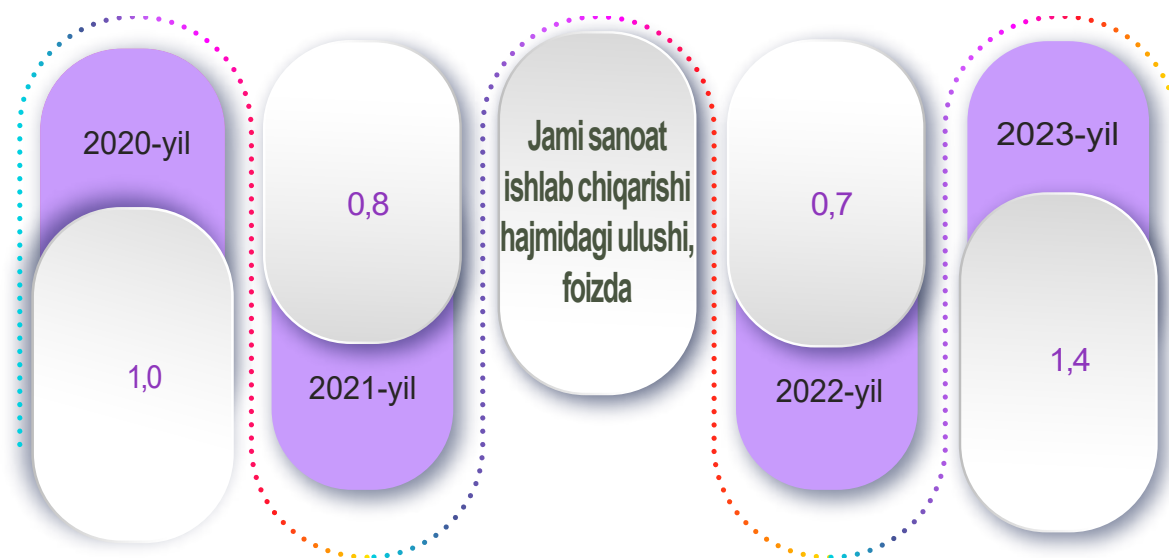 2020-yil
1,0
0,8
2021-yil
Jami sanoat
ishlab chiqarishi
hajmidagi ulushi,
foizda
0,7
2022-yil
2023-yil
1,4